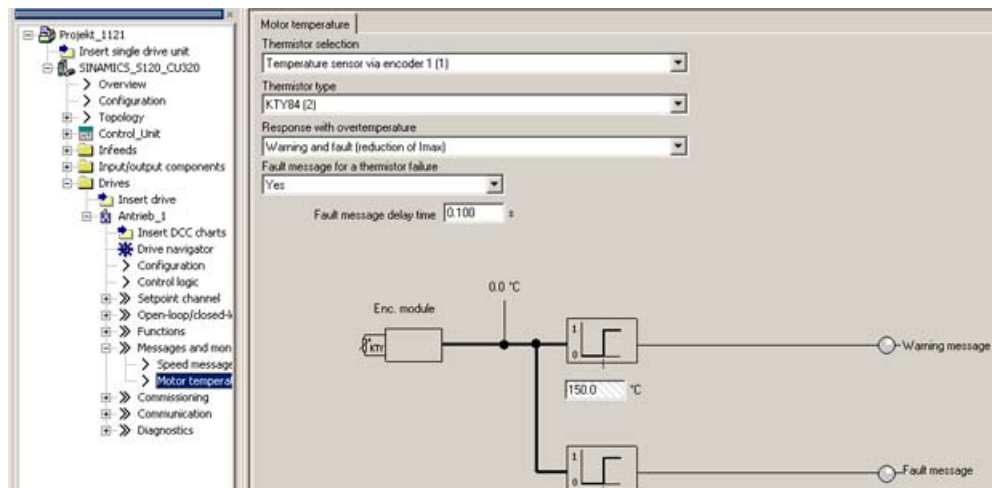 Projekt_1121
Insert single drive unit
SINAMICS_S120_CU320
Overview
Configuration
Topology
Control_Unit
Infeeds
Input/output components
Drives
Insert drive
Antrieb_1
Insert DCC charts
Drive navigator
Configuration
Control logic
Setpoint channel
Open-loop/closed-l
Functions
Messages and mon
Speed message
Motor temperat
Commissioning
Communication
Diagnostics
Motor temperature
Thermistor selection
Temperature sensor via encoder 1 (1)
Thermistor type
KTY84 (2)
Response with overtemperature
Warning and fault (reduction of Imax)
Fault message for a thermistor failure
Yes
Fault message delay time 0.100 s
0.0 °C
Enc. module
KTY
1
0
Warning message
150.0 °C
1
0
Fault message